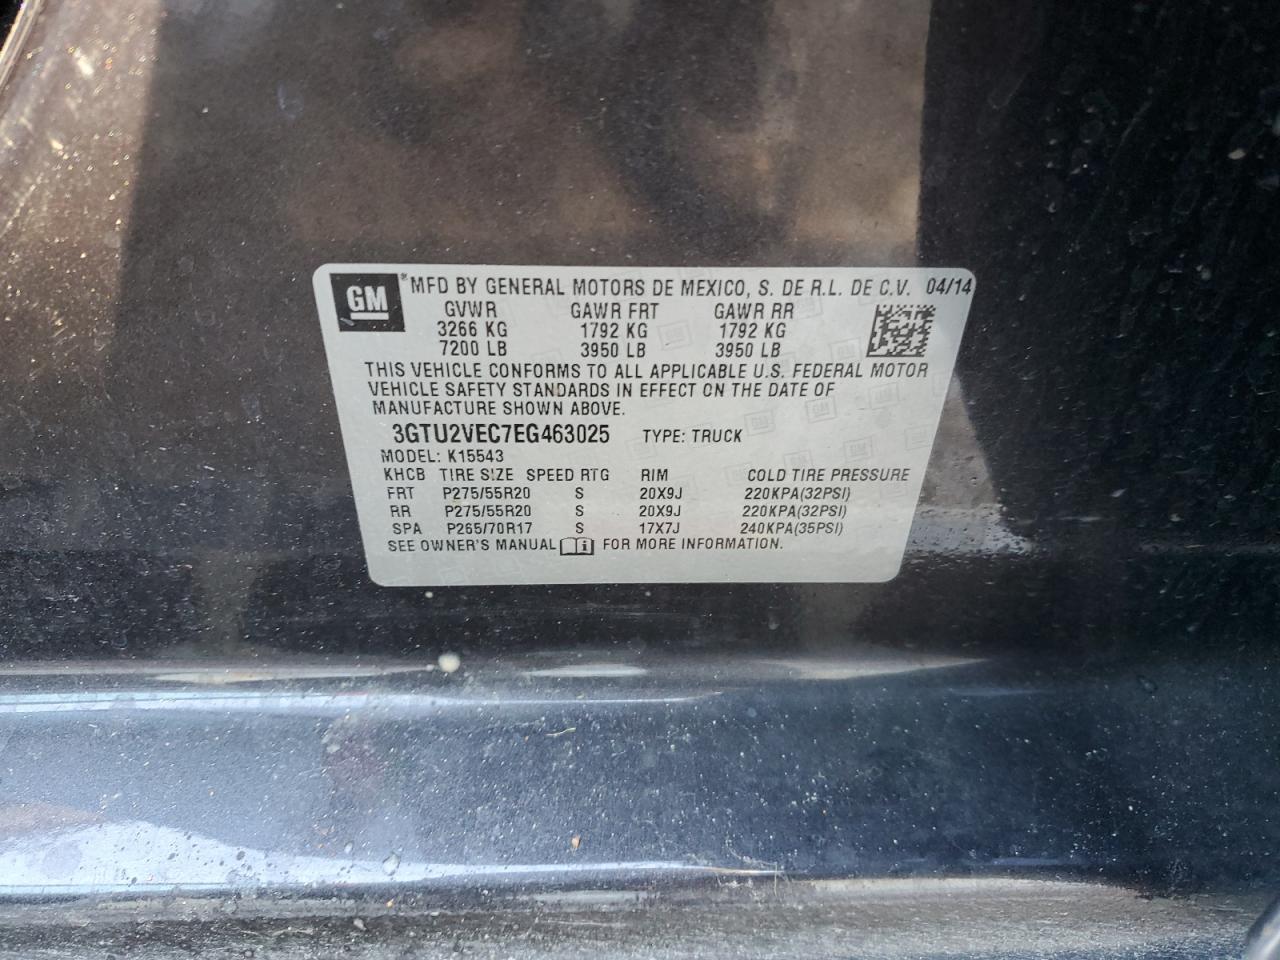 GM
MFD BY GENERAL MOTORS DE MEXICO, S. DE R.L. DE C.V. 04/14
GVWR GAWR FRT GAWR RR
3266 KG 1792 KG 1792 KG
7200 LB 3950 LB 3950 LB
THIS VEHICLE CONFORMS TO ALL APPLICABLE U.S. FEDERAL MOTOR
VEHICLE SAFETY STANDARDS IN EFFECT ON THE DATE OF
MANUFACTURE SHOWN ABOVE.
3GTU2VEC7EG463025 TYPE: TRUCK
MODEL: K15543
KHCB TIRE SIZE SPEED RTG RIM COLD TIRE PRESSURE
FRT P275/55R20 S 20X9J 220KPA(32PSI)
RR P275/55R20 S 20X9J 220KPA(32PSI)
SPA P265/70R17 S 17X7J 240KPA(35PSI)
SEE OWNER'S MANUAL FOR MORE INFORMATION.